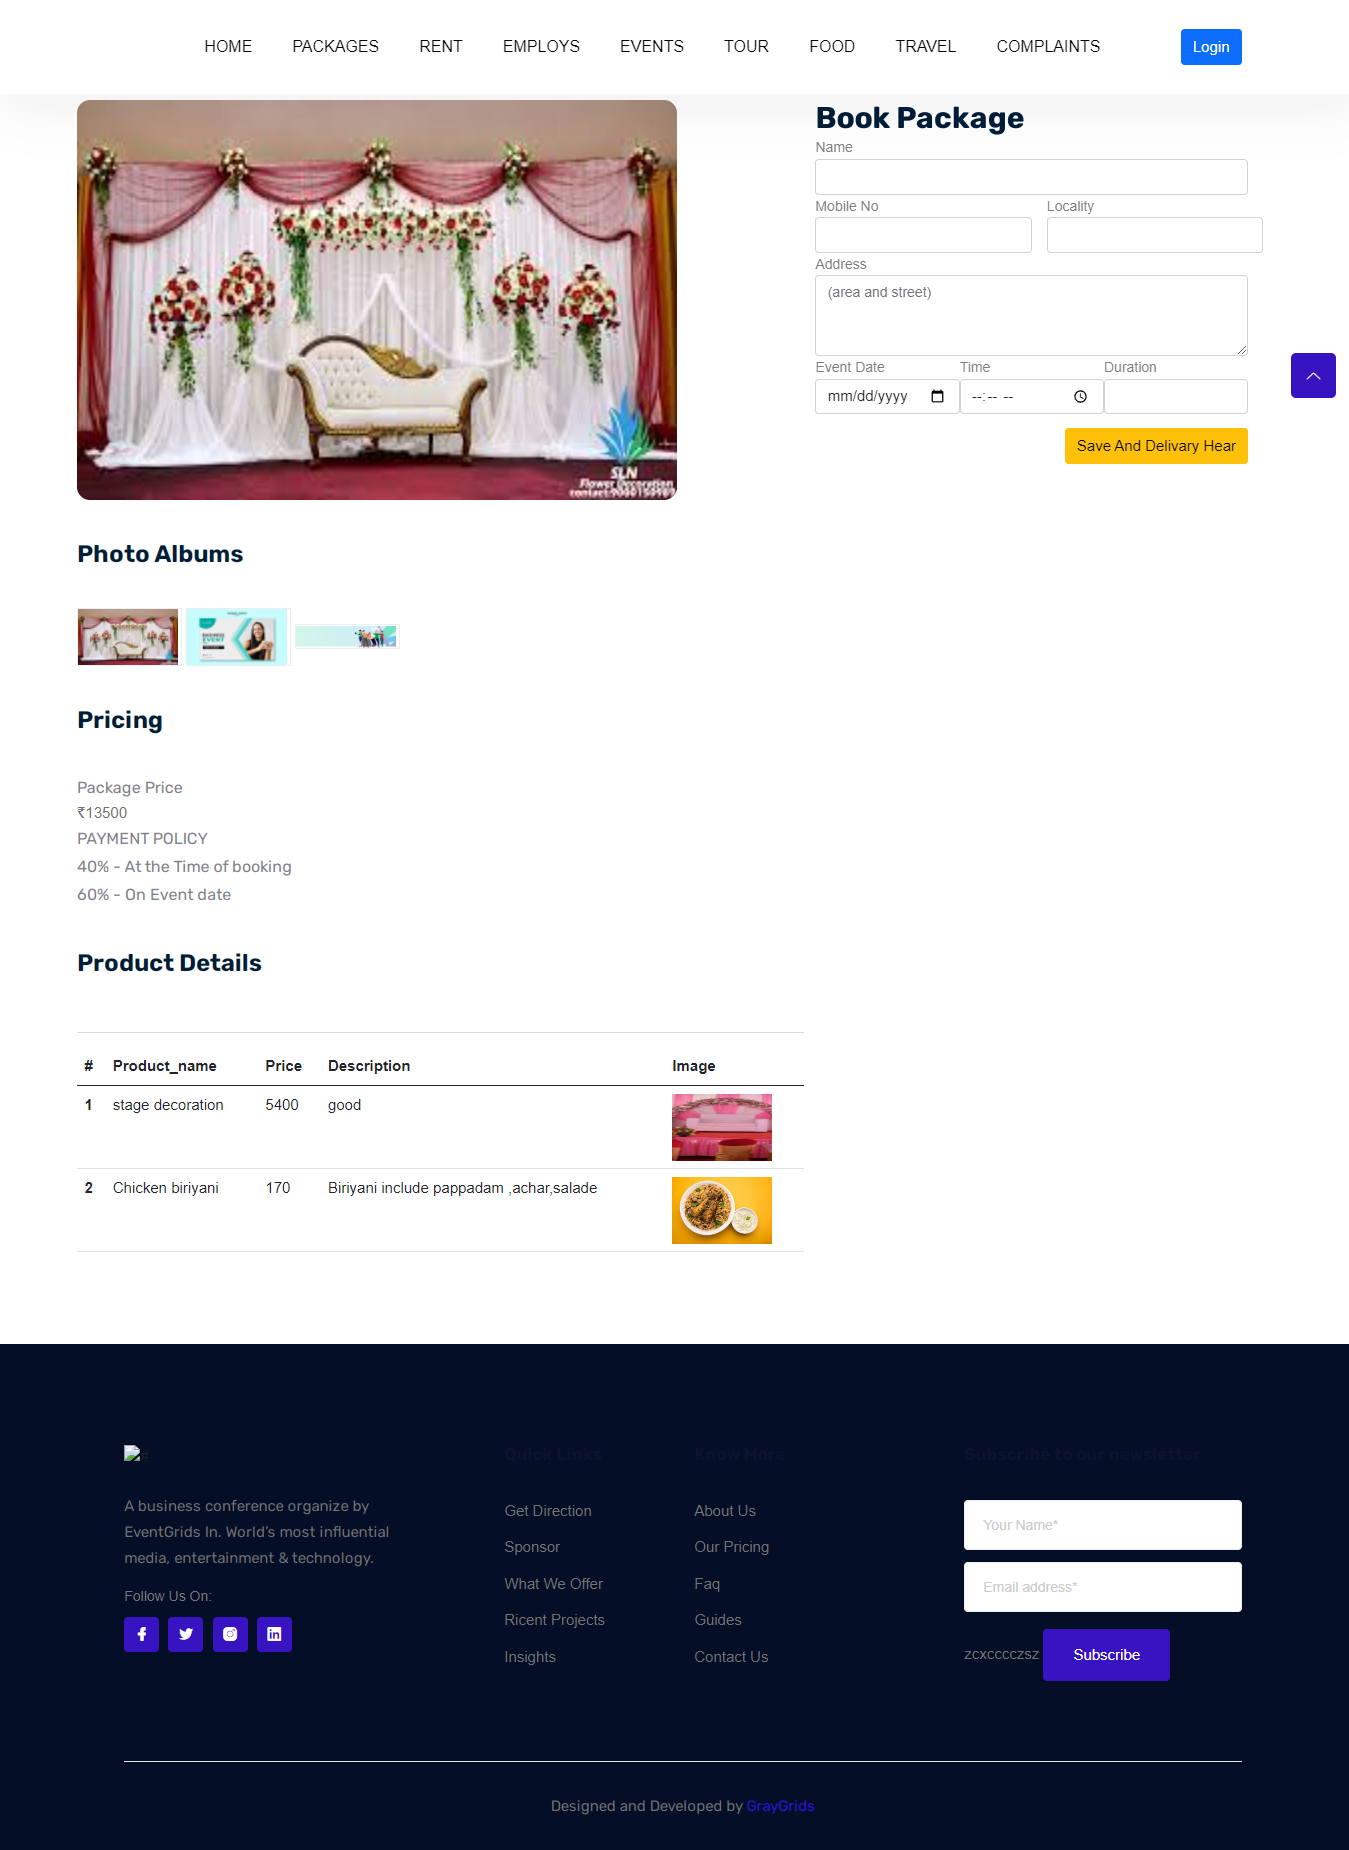 HOME PACKAGES RENT EMPLOYS EVENTS TOUR FOOD TRAVEL COMPLAINTS Login
SLN
Flower Decoration
Book Package
Name
Mobile No Locality
Address
(area and street)
Event Date Time Duration
mm/dd/yyyy --:-- --
Save And Delivary Hear
Photo Albums
Pricing
Package Price
₹13500
PAYMENT POLICY
40% - At the Time of booking
60% - On Event date
Product Details
# Product_name Price Description Image
1 stage decoration 5400 good
2 Chicken biriyani 170 Biriyani include pappadam ,achar,salade
#
A business conference organize by
EventGrids In. World's most influential
media, entertainment & technology.
Follow Us On:
Quick Links
Get Direction
Sponsor
What We Offer
Ricent Projects
Insights
Know More
About Us
Our Pricing
Faq
Guides
Contact Us
Subscribe to our newsletter
Your Name*
Email address*
zcxcccczsz Subscribe
Designed and Developed by GrayGrids